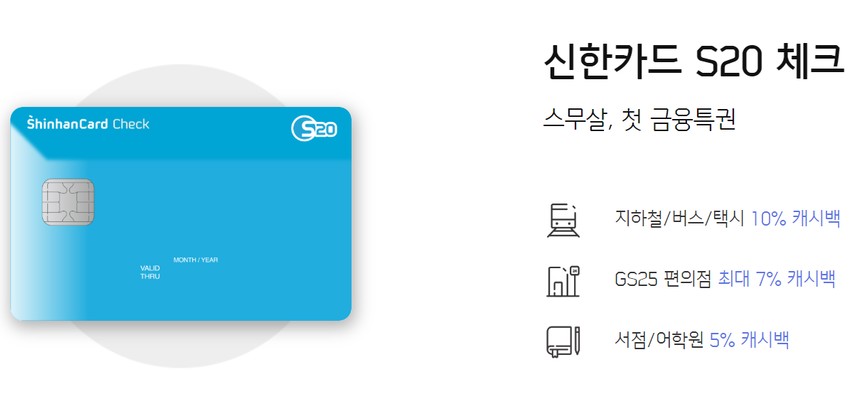 ShinhanCard Check
S20
MONTH / YEAR
VALID
THRU
신한카드 S20 체크
스무살, 첫 금융특권
지하철/버스/택시 10% 캐시백
GS25 편의점 최대 7% 캐시백
서점/어학원 5% 캐시백